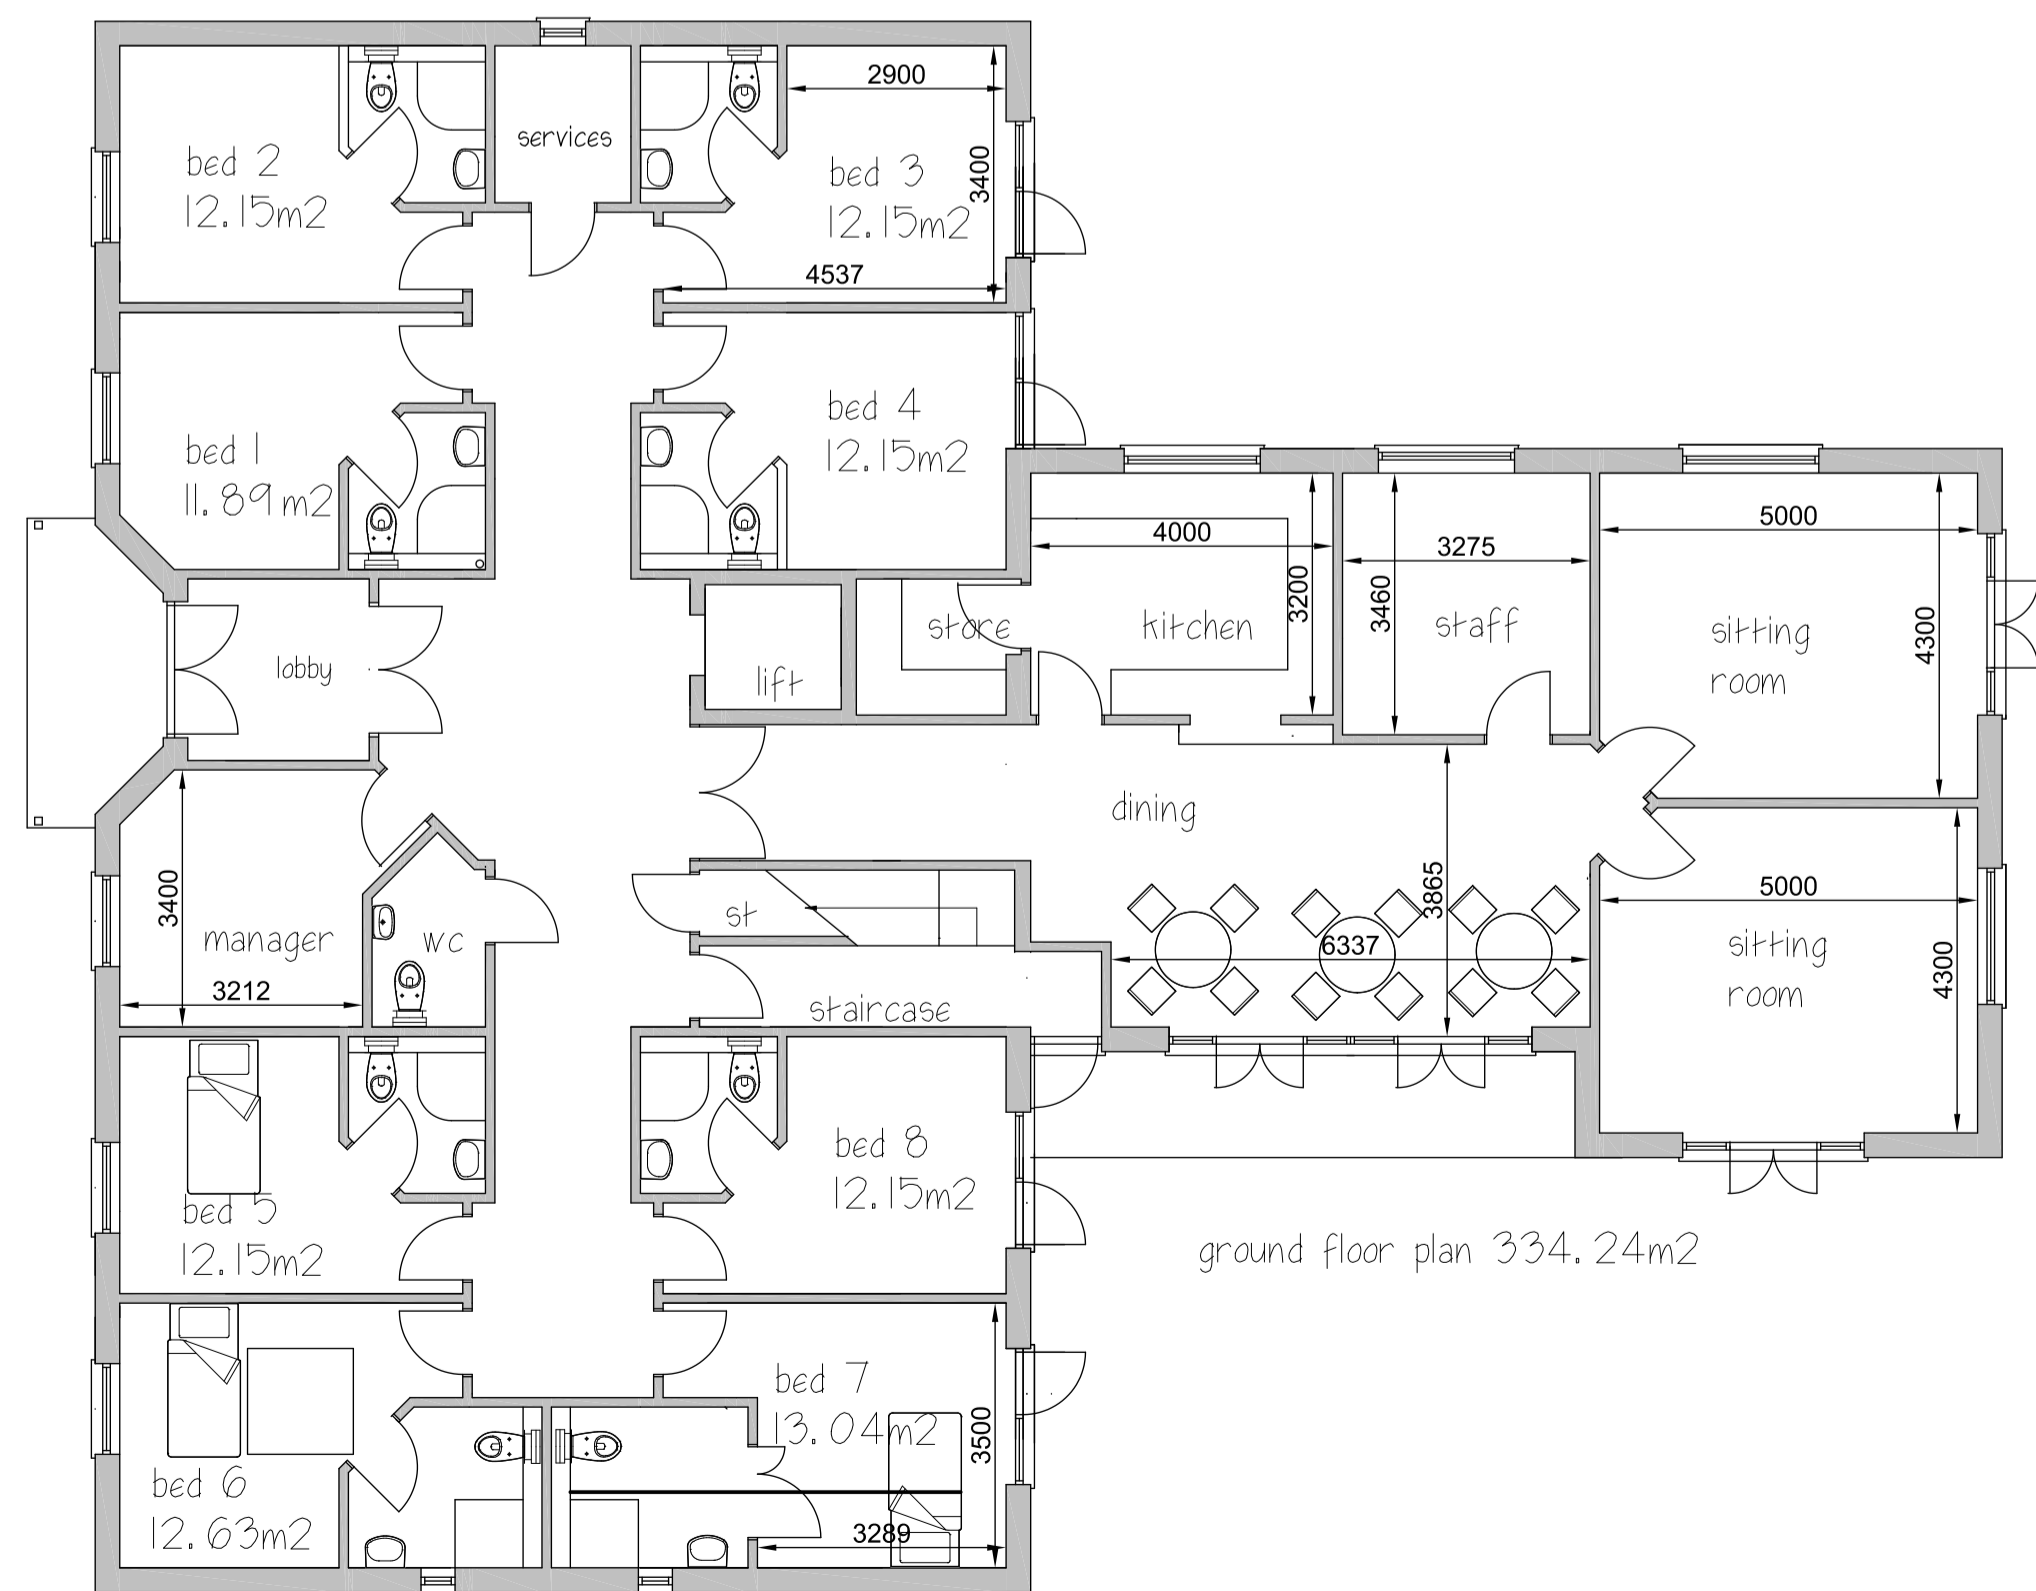 2900
services
bed 2
12.15m2
bed 3
12.15m2
3400
4537
bed 1
11.89m2
bed 4
12.15m2
4000
3200
3275
3460
5000
4300
store
kitchen
staff
sitting
room
lobby
lift
dining
3400
manager
3212
wc
st
staircase
3865
6337
5000
sitting
room
4300
bed 5
12.15m2
bed 8
12.15m2
ground floor plan 334.24m2
bed 6
12.63m2
bed 7
13.04m2
3500
3289